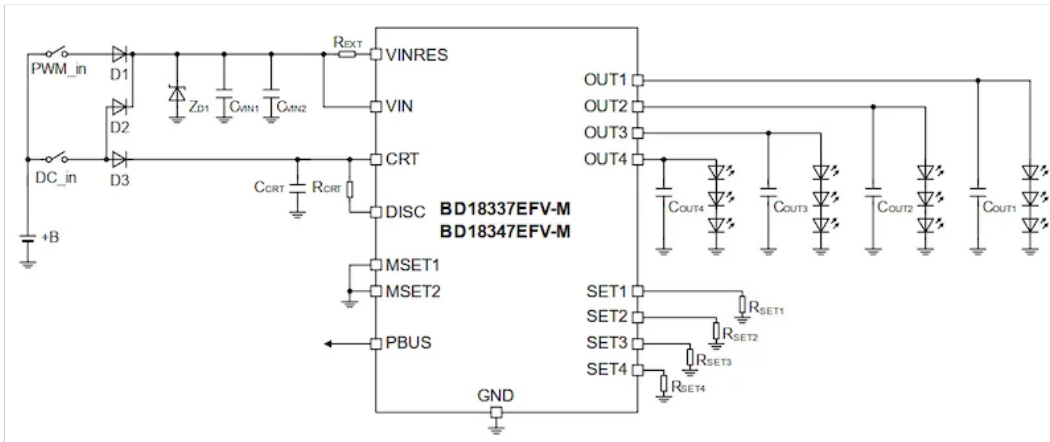 REXT
VINRES
PWM_in
D1
OUT1
ZD1
CVIN1
CVIN2
VIN
OUT2
D2
OUT3
CRT
OUT4
DC_in
D3
CCRT
RCRT
DISC
BD18337EFV-M
BD18347EFV-M
COUT4
COUT3
COUT2
COUT1
+B
MSET1
MSET2
SET1
RSET1
SET2
RSET2
PBUS
SET3
RSET3
SET4
RSET4
GND